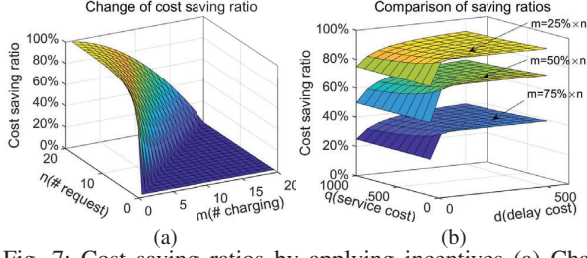 Change of cost saving ratio
Cost saving ratio
100%
80%
60%
40%
20%
0%
20
10
0
n(# request)
0
5
10
15
20
m(# charging)
(a)
Comparison of saving ratios
Cost saving ratio
100%
80%
60%
40%
20%
0%
m=25%×n
m=50%×n
m=75%×n
1000
500
0
q(service cost)
0
500
d(delay cost)
(b)
Fig. 7: Cost saving ratios by applying incentives (a) Cha